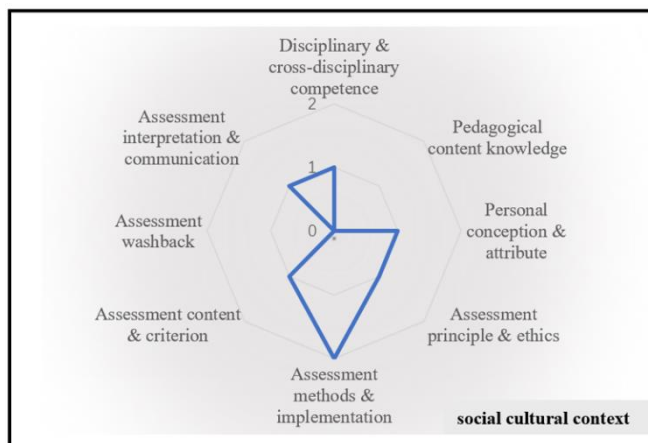 Disciplinary &
cross-disciplinary
competence
2
Assessment
interpretation &
communication
Pedagogical
content knowledge
1
Assessment
washback
0
Personal
conception &
attribute
Assessment content
& criterion
Assessment
principle & ethics
Assessment
methods &
implementation
social cultural context